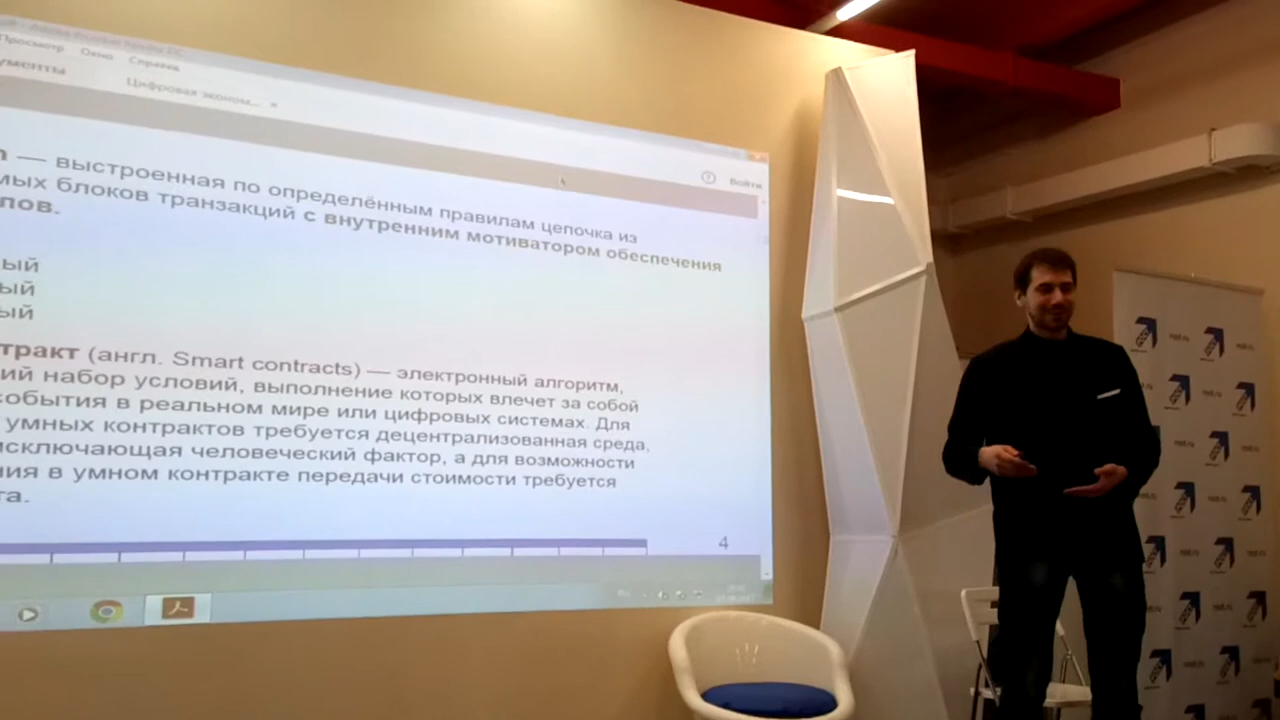 Просмотр Окно Справка
ументы Цифровая эконом... ×
Войти
n — выстроенная по определённым правилам цепочка из
мых блоков транзакций с внутренним мотиватором обеспечения
лов.
ый
ый
ый
тракт (англ. Smart contracts) — электронный алгоритм,
ий набор условий, выполнение которых влечет за собой
события в реальном мире или цифровых системах. Для
умных контрактов требуется децентрализованная среда,
исключающая человеческий фактор, а для возможности
ния в умном контракте передачи стоимости требуется
та.
4